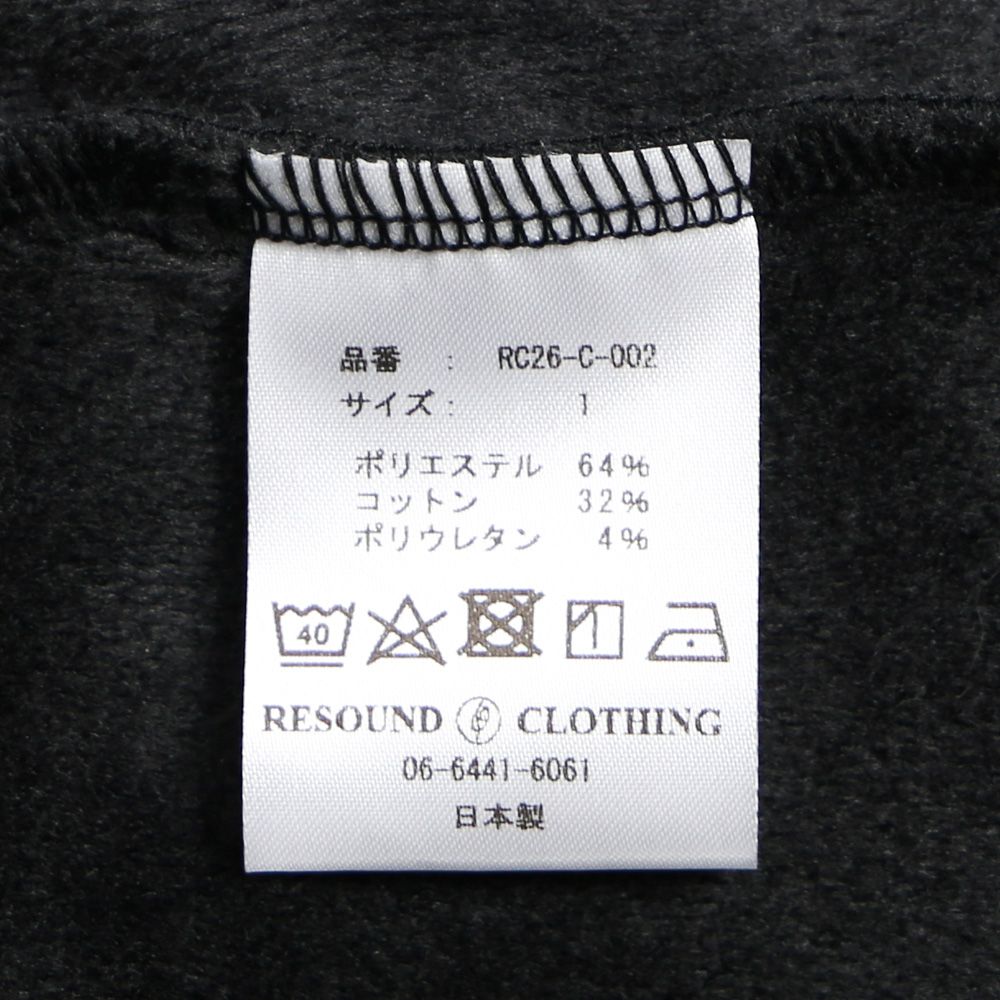 品番 : RC26-C-002
サイズ: 1
ポリエステル 64%
コットン 32%
ポリウレタン 4%
40
RESOUND CLOTHING
06-6441-6061
日本製